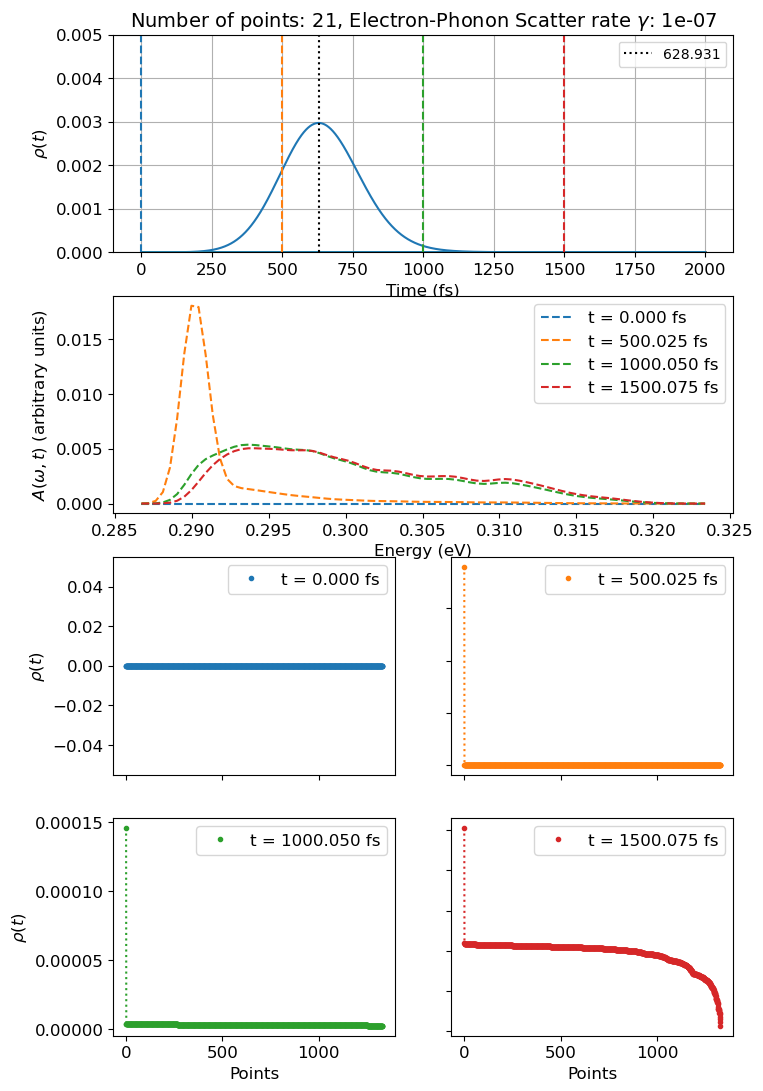 Number of points: 21, Electron-Phonon Scatter rate γ: 1e-07
0.005
0.004
0.003
0.002
0.001
0.000
ρ(t)
628.931
0
250
500
750
1000
1250
1500
1750
2000
Time (fs)
0.015
0.010
0.005
0.000
A(ω, t) (arbitrary units)
t = 0.000 fs
t = 500.025 fs
t = 1000.050 fs
t = 1500.075 fs
0.285
0.290
0.295
0.300
0.305
0.310
0.315
0.320
0.325
Energy (eV)
0.04
0.02
0.00
−0.02
−0.04
ρ(t)
t = 0.000 fs
t = 500.025 fs
0.00015
0.00010
0.00005
0.00000
ρ(t)
t = 1000.050 fs
t = 1500.075 fs
0
500
1000
Points
0
500
1000
Points